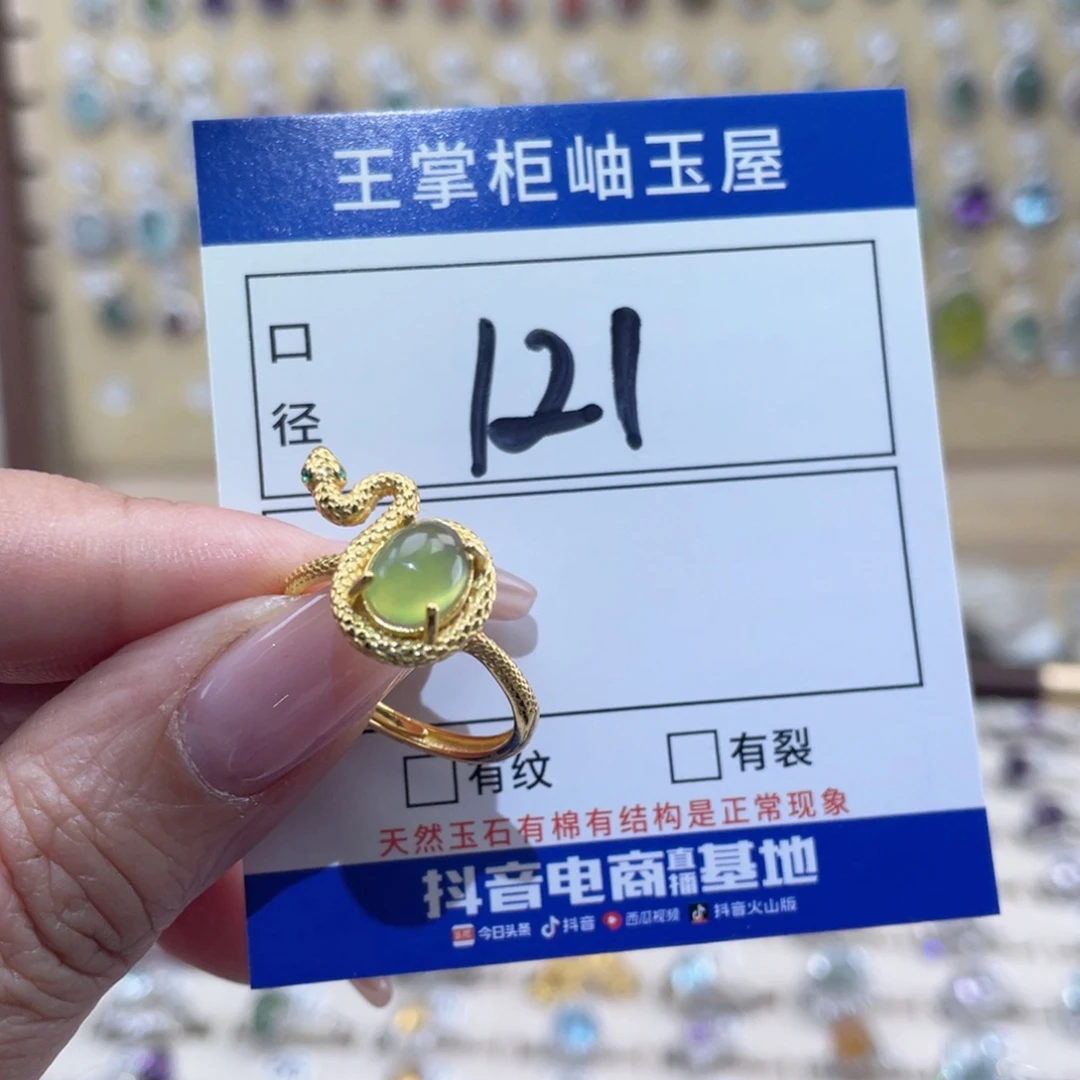 王掌柜岫玉屋
口径
121
有纹 有裂
天然玉石有棉有结构是正常现象
抖音电商直播基地
今日头条 抖音 西瓜视频 抖音火山版